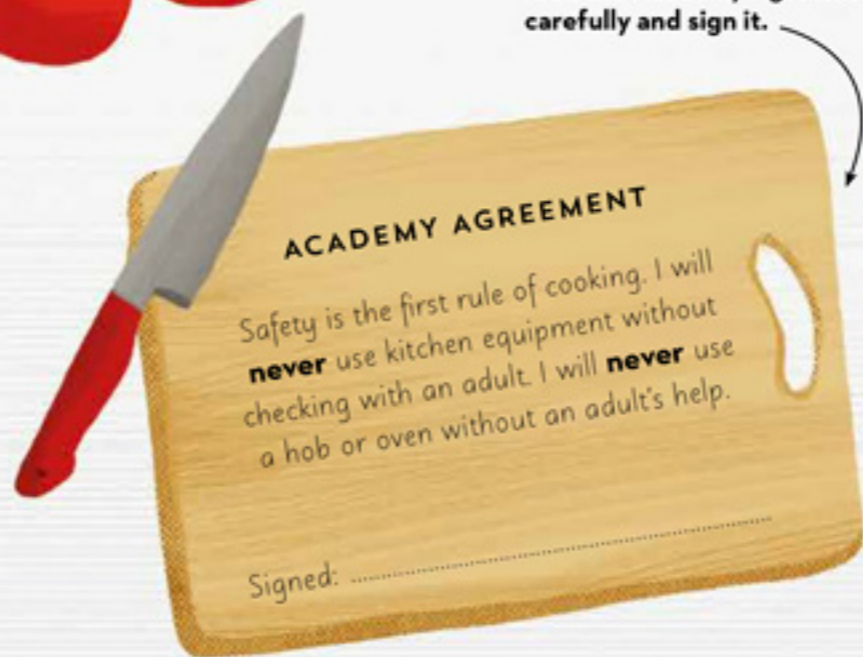 carefully and sign it.
ACADEMY AGREEMENT
Safety is the first rule of cooking. I will
never use kitchen equipment without
checking with an adult. I will never use
a hob or oven without an adult's help.
Signed: